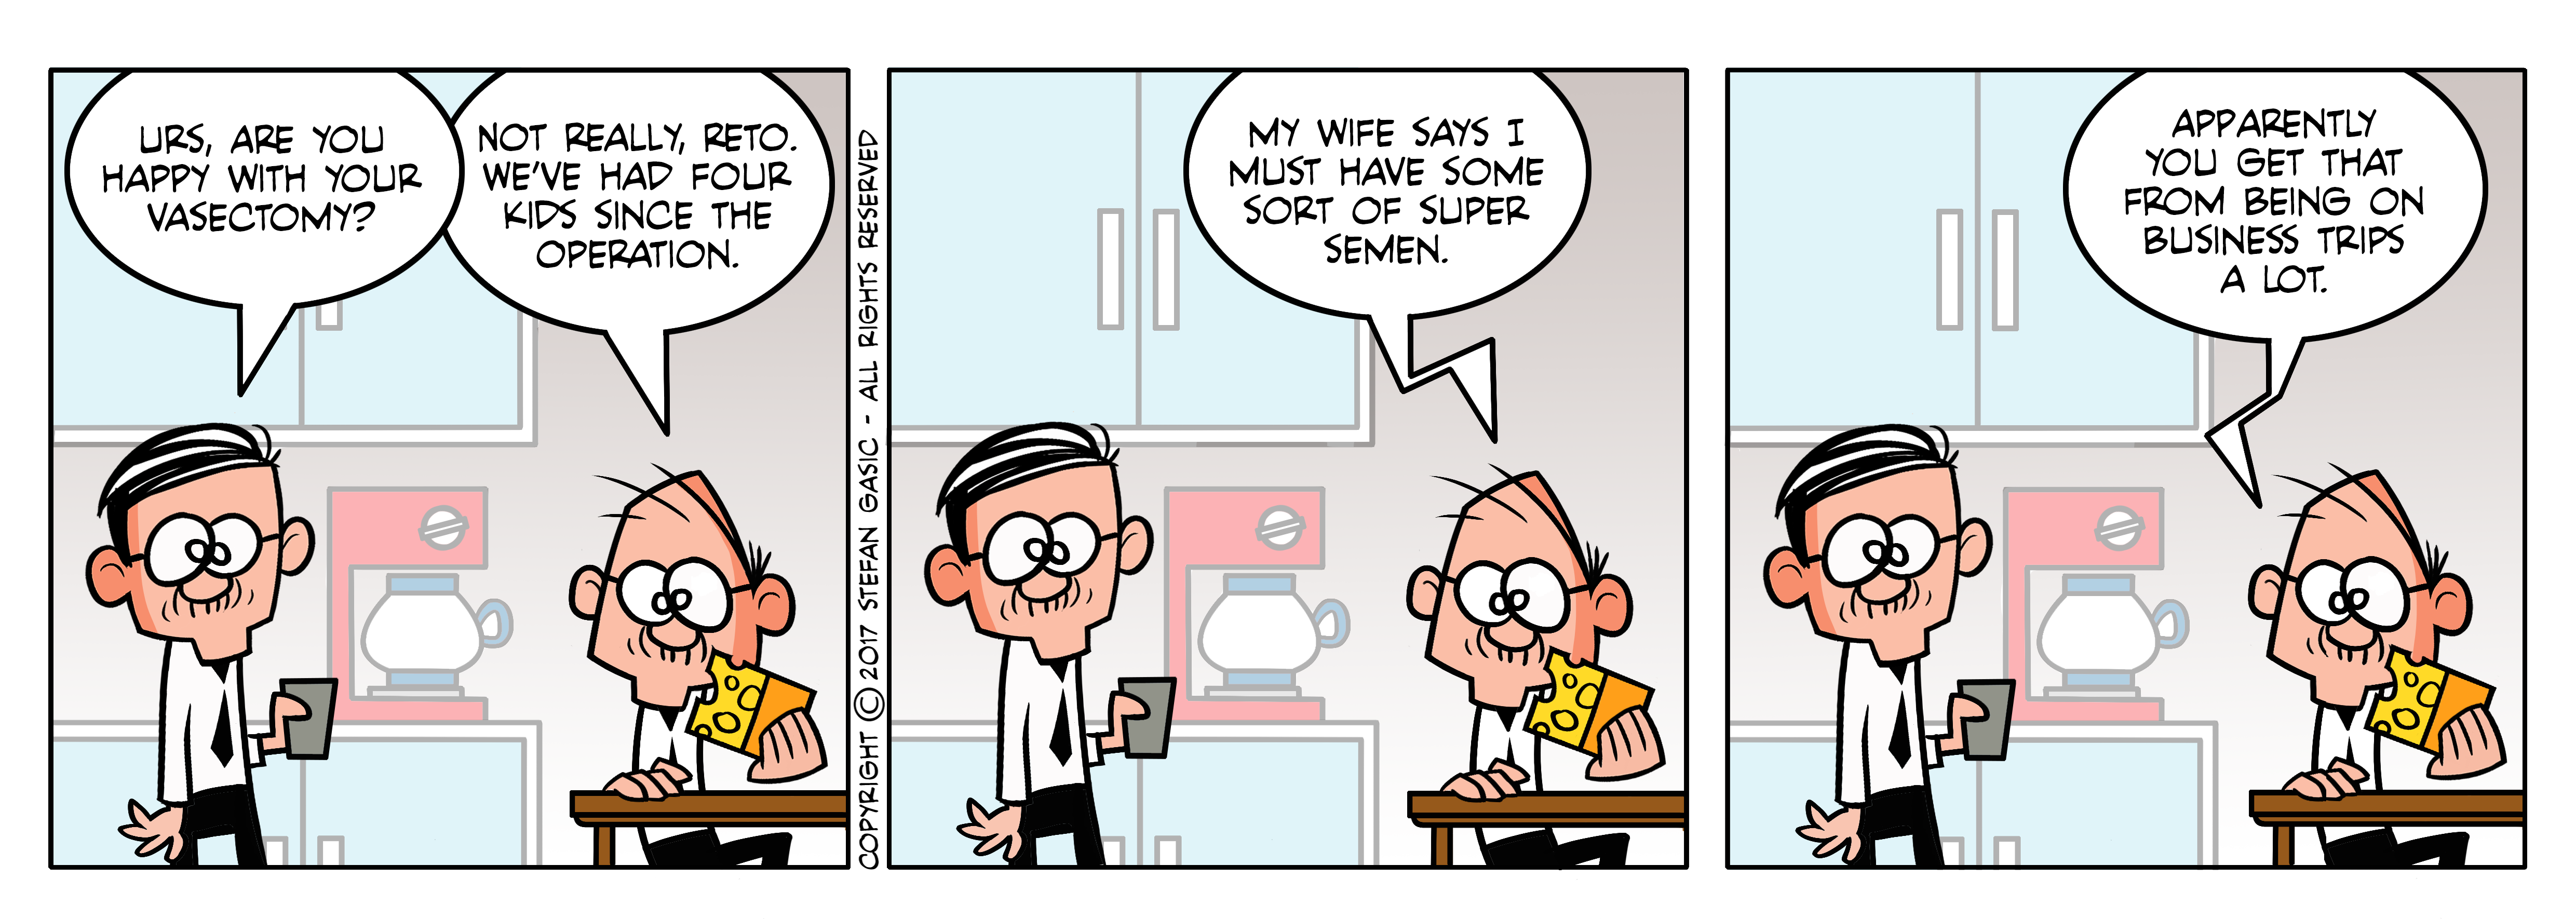 URS, ARE YOU
HAPPY WITH YOUR
VASECTOMY?
NOT REALLY, RETO.
WE'VE HAD FOUR
KIDS SINCE THE
OPERATION.
COPYRIGHT © 2017 STEFAN GASIC - ALL RIGHTS RESERVED
MY WIFE SAYS I
MUST HAVE SOME
SORT OF SUPER
SEMEN.
APPARENTLY
YOU GET THAT
FROM BEING ON
BUSINESS TRIPS
A LOT.